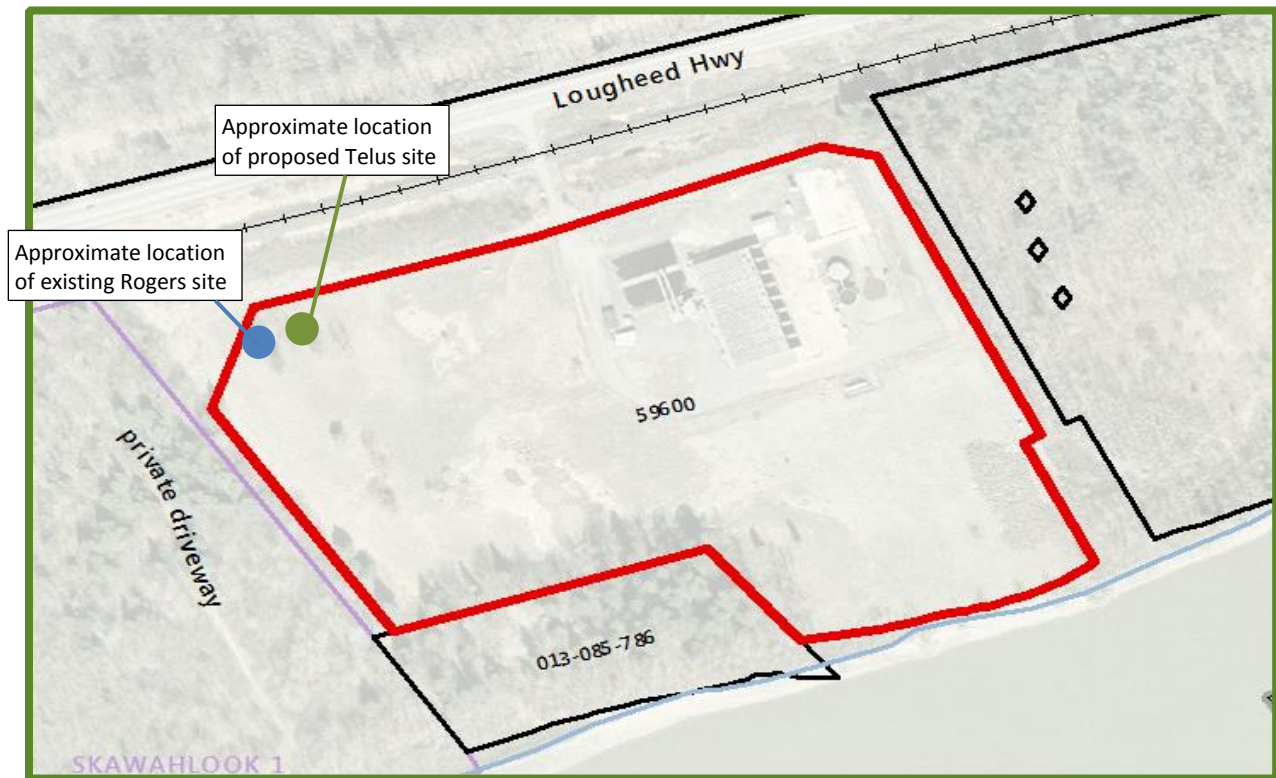 Lougheed Hwy
Approximate location
of proposed Telus site
Approximate location
of existing Rogers site
59600
private driveway
013-085-786
SKAWAHLOOK 1